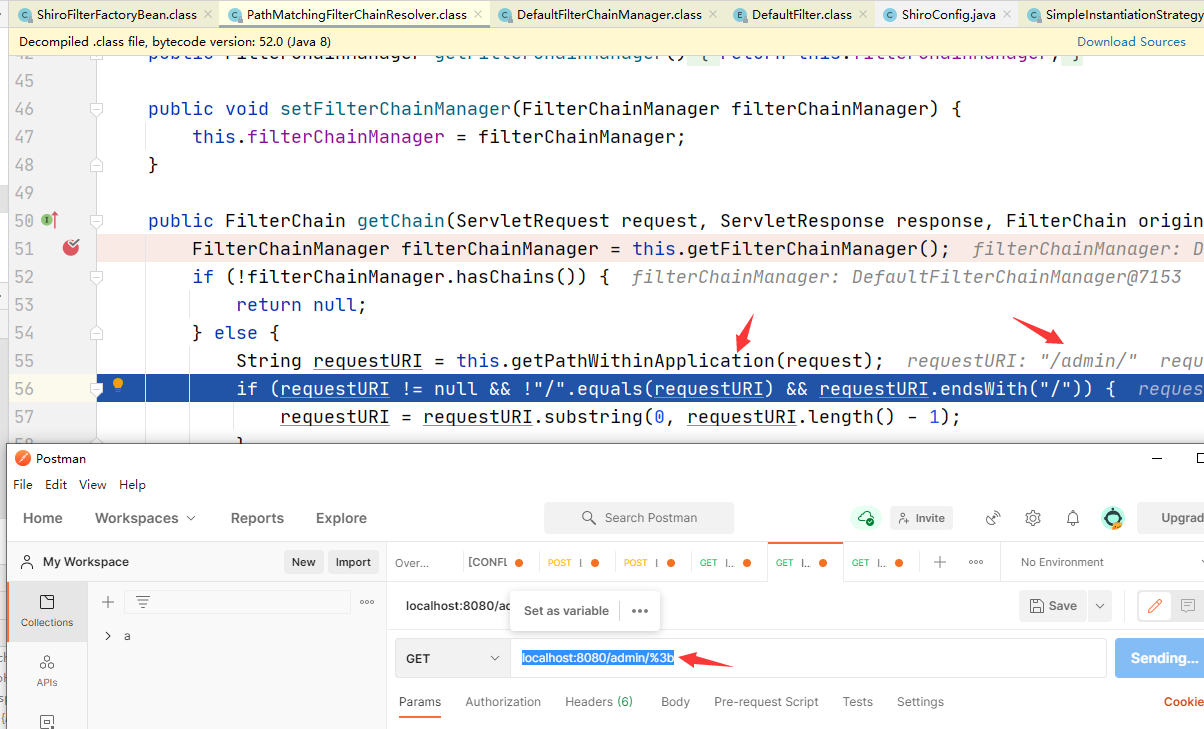 ShiroFilterFactoryBean.class PathMatchingFilterChainResolver.class DefaultFilterChainManager.class DefaultFilter.class ShiroConfig.java SimpleInstantiationStrategy
Decompiled .class file, bytecode version: 52.0 (Java 8) Download Sources
45
46 public void setFilterChainManager(FilterChainManager filterChainManager) {
47 this.filterChainManager = filterChainManager;
48 }
49
50 public FilterChain getChain(ServletRequest request, ServletResponse response, FilterChain origin
51 FilterChainManager filterChainManager = this.getFilterChainManager(); filterChainManager: D
52 if (!filterChainManager.hasChains()) { filterChainManager: DefaultFilterChainManager@7153
53 return null;
54 } else {
55 String requestURI = this.getPathWithinApplication(request); requestURI: "/admin/" requ
56 if (requestURI != null && !"/".equals(requestURI) && requestURI.endsWith("/")) { reques
57 requestURI = requestURI.substring(0, requestURI.length() - 1);
Postman
File Edit View Help
Home Workspaces Reports Explore Search Postman Invite Upgrad
My Workspace New Import Over... [CONFL POST I POST I GET I.. GET I.. GET I.. No Environment
Collections
a
localhost:8080/ad Set as variable Save
GET localhost:8080/admin/%3b Sending...
APIs
Params Authorization Headers (6) Body Pre-request Script Tests Settings Cookie